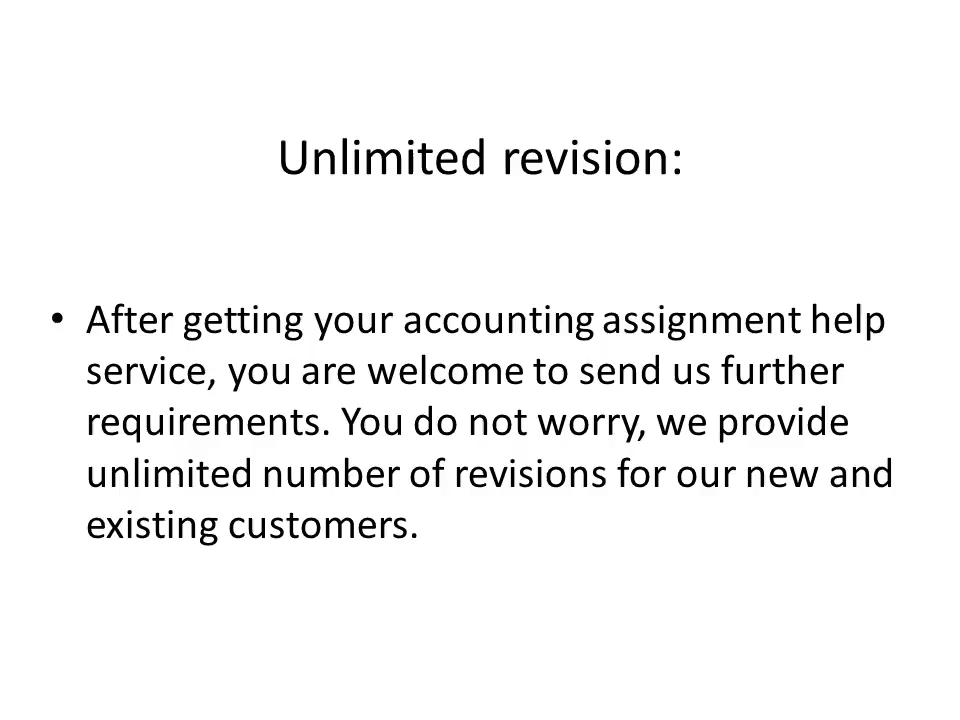 Unlimited revision:
• After getting your accounting assignment help
service, you are welcome to send us further
requirements. You do not worry, we provide
unlimited number of revisions for our new and
existing customers.